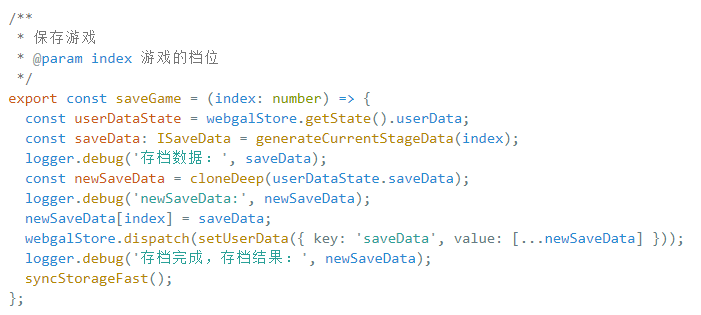 /**
 * 保存游戏
 * @param index 游戏的档位
 */
export const saveGame = (index: number) => {
  const userDataState = webgalStore.getState().userData;
  const saveData: ISaveData = generateCurrentStageData(index);
  logger.debug('存档数据：', saveData);
  const newSaveData = cloneDeep(userDataState.saveData);
  logger.debug('newSaveData:', newSaveData);
  newSaveData[index] = saveData;
  webgalStore.dispatch(setUserData({ key: 'saveData', value: [...newSaveData] }));
  logger.debug('存档完成，存档结果：', newSaveData);
  syncStorageFast();
};